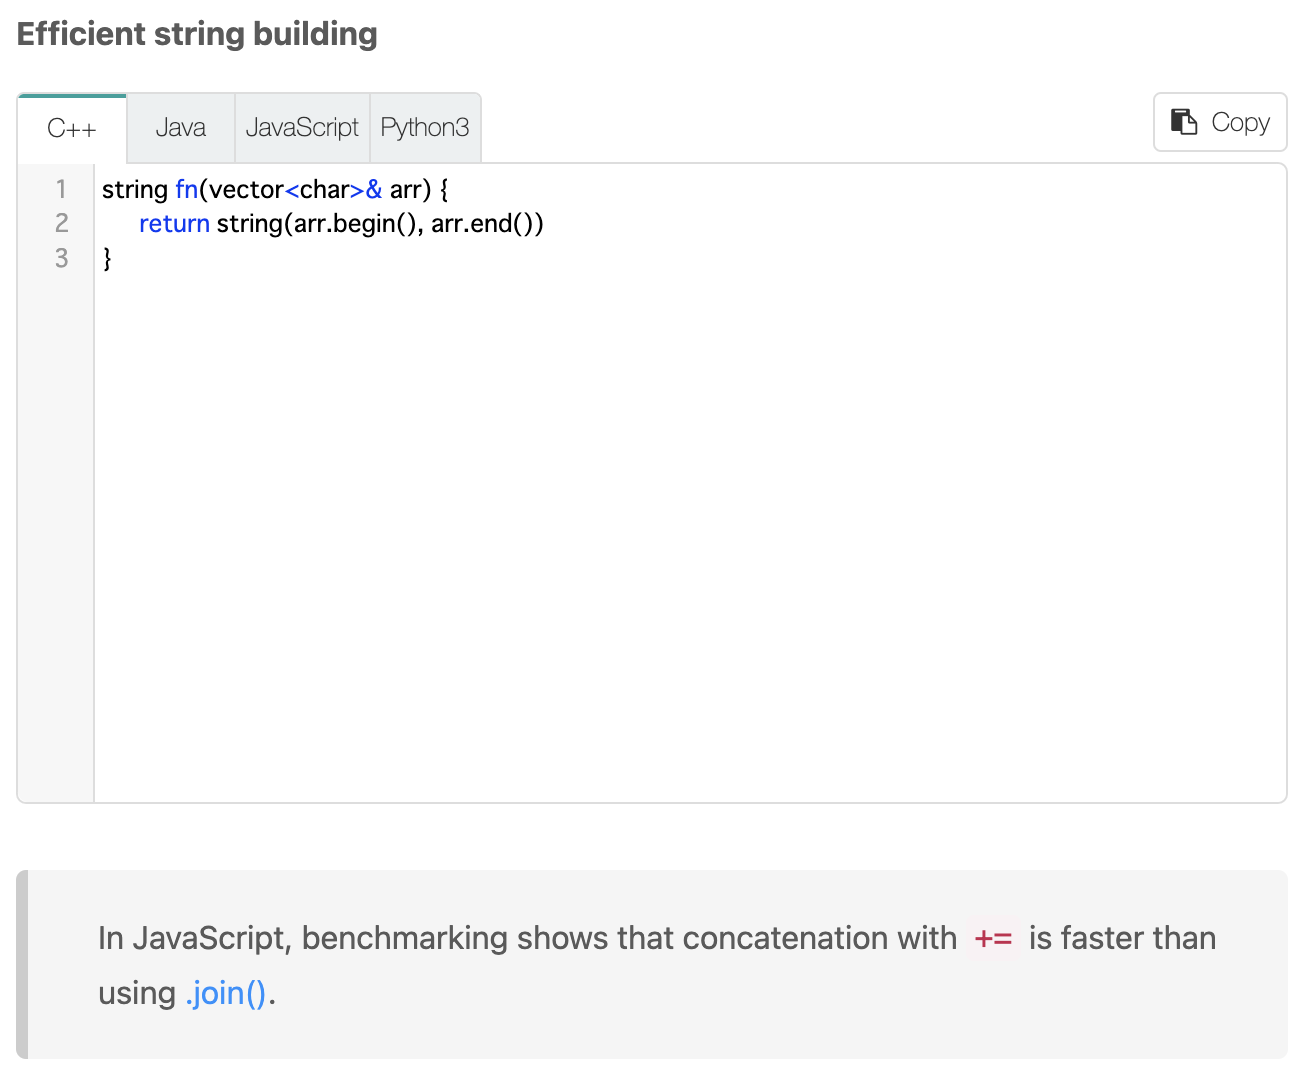 Efficient string building
C++ Java JavaScript Python3 Copy
1 string fn(vector<char>& arr) {
2 return string(arr.begin(), arr.end())
3 }
In JavaScript, benchmarking shows that concatenation with += is faster than
using .join().